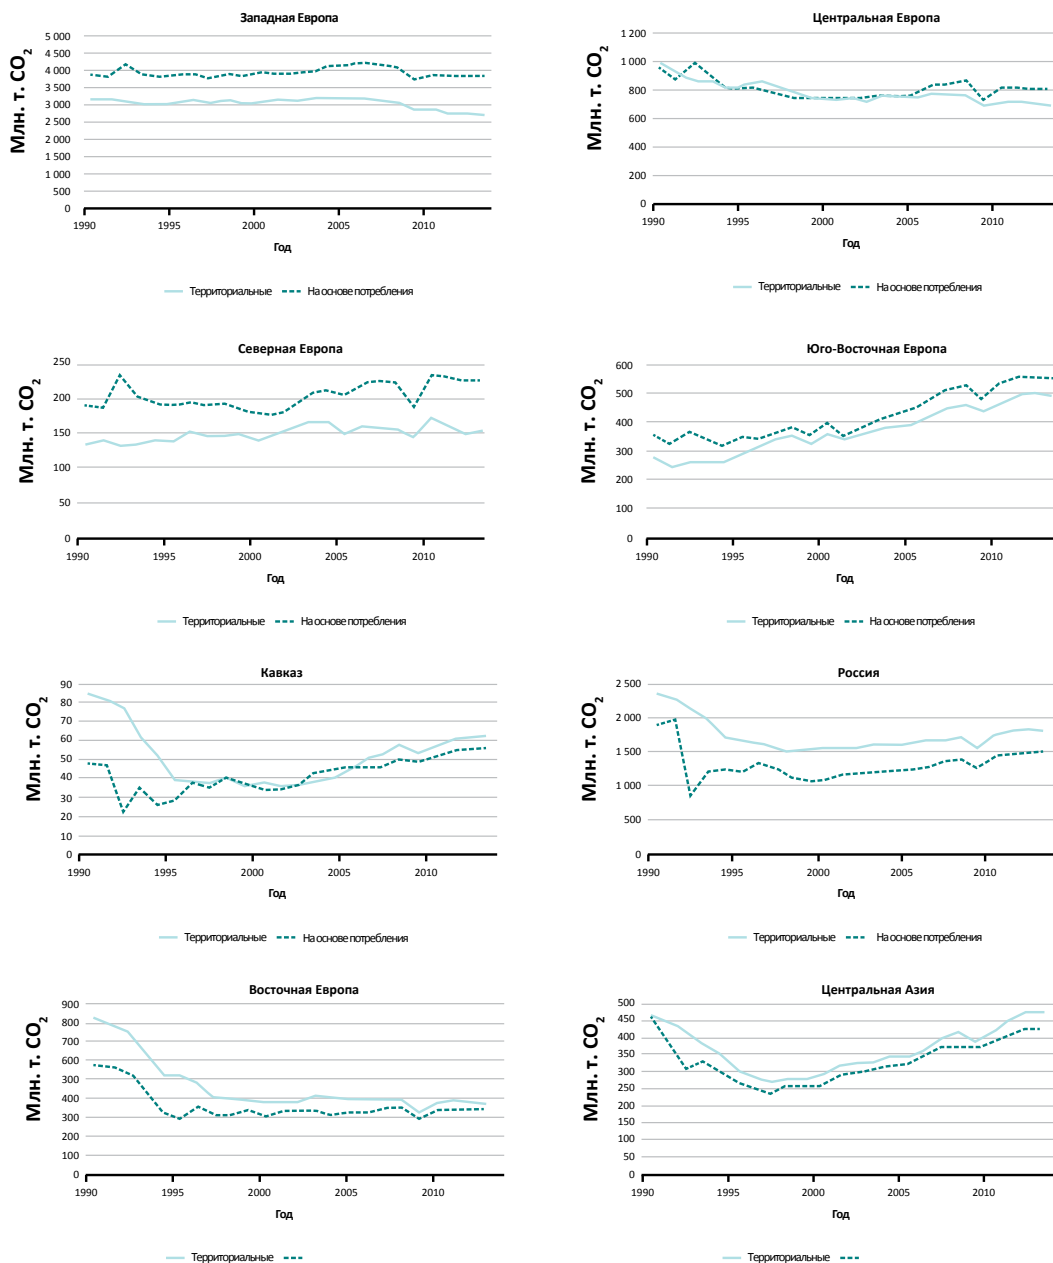 Западная Европа
Млн. т. CO2
5 000
4 500
4 000
3 500
3 000
2 500
2 000
1 500
1 000
500
0
1990 1995 2000 2005 2010
Год
Территориальные На основе потребления
Центральная Европа
Млн. т. CO2
1 200
1 000
800
600
400
200
0
1990 1995 2000 2005 2010
Год
Территориальные На основе потребления
Северная Европа
Млн. т. CO2
250
200
150
100
50
0
1990 1995 2000 2005 2010
Год
Территориальные На основе потребления
Юго-Восточная Европа
Млн. т. CO2
600
500
400
300
200
100
0
1990 1995 2000 2005 2010
Год
Территориальные На основе потребления
Кавказ
Млн. т. CO2
90
80
70
60
50
40
30
20
10
0
1990 1995 2000 2005 2010
Год
Территориальные На основе потребления
Россия
Млн. т. CO2
2 500
2 000
1 500
1 000
500
0
1990 1995 2000 2005 2010
Год
Территориальные На основе потребления
Восточная Европа
Млн. т. CO2
900
800
700
600
300
400
300
200
100
0
1990 1995 2000 2005 2010
Год
Территориальные
Центральная Азия
Млн. т. CO2
500
450
400
350
300
250
200
150
100
50
0
1990 1995 2000 2005 2010
Год
Территориальные